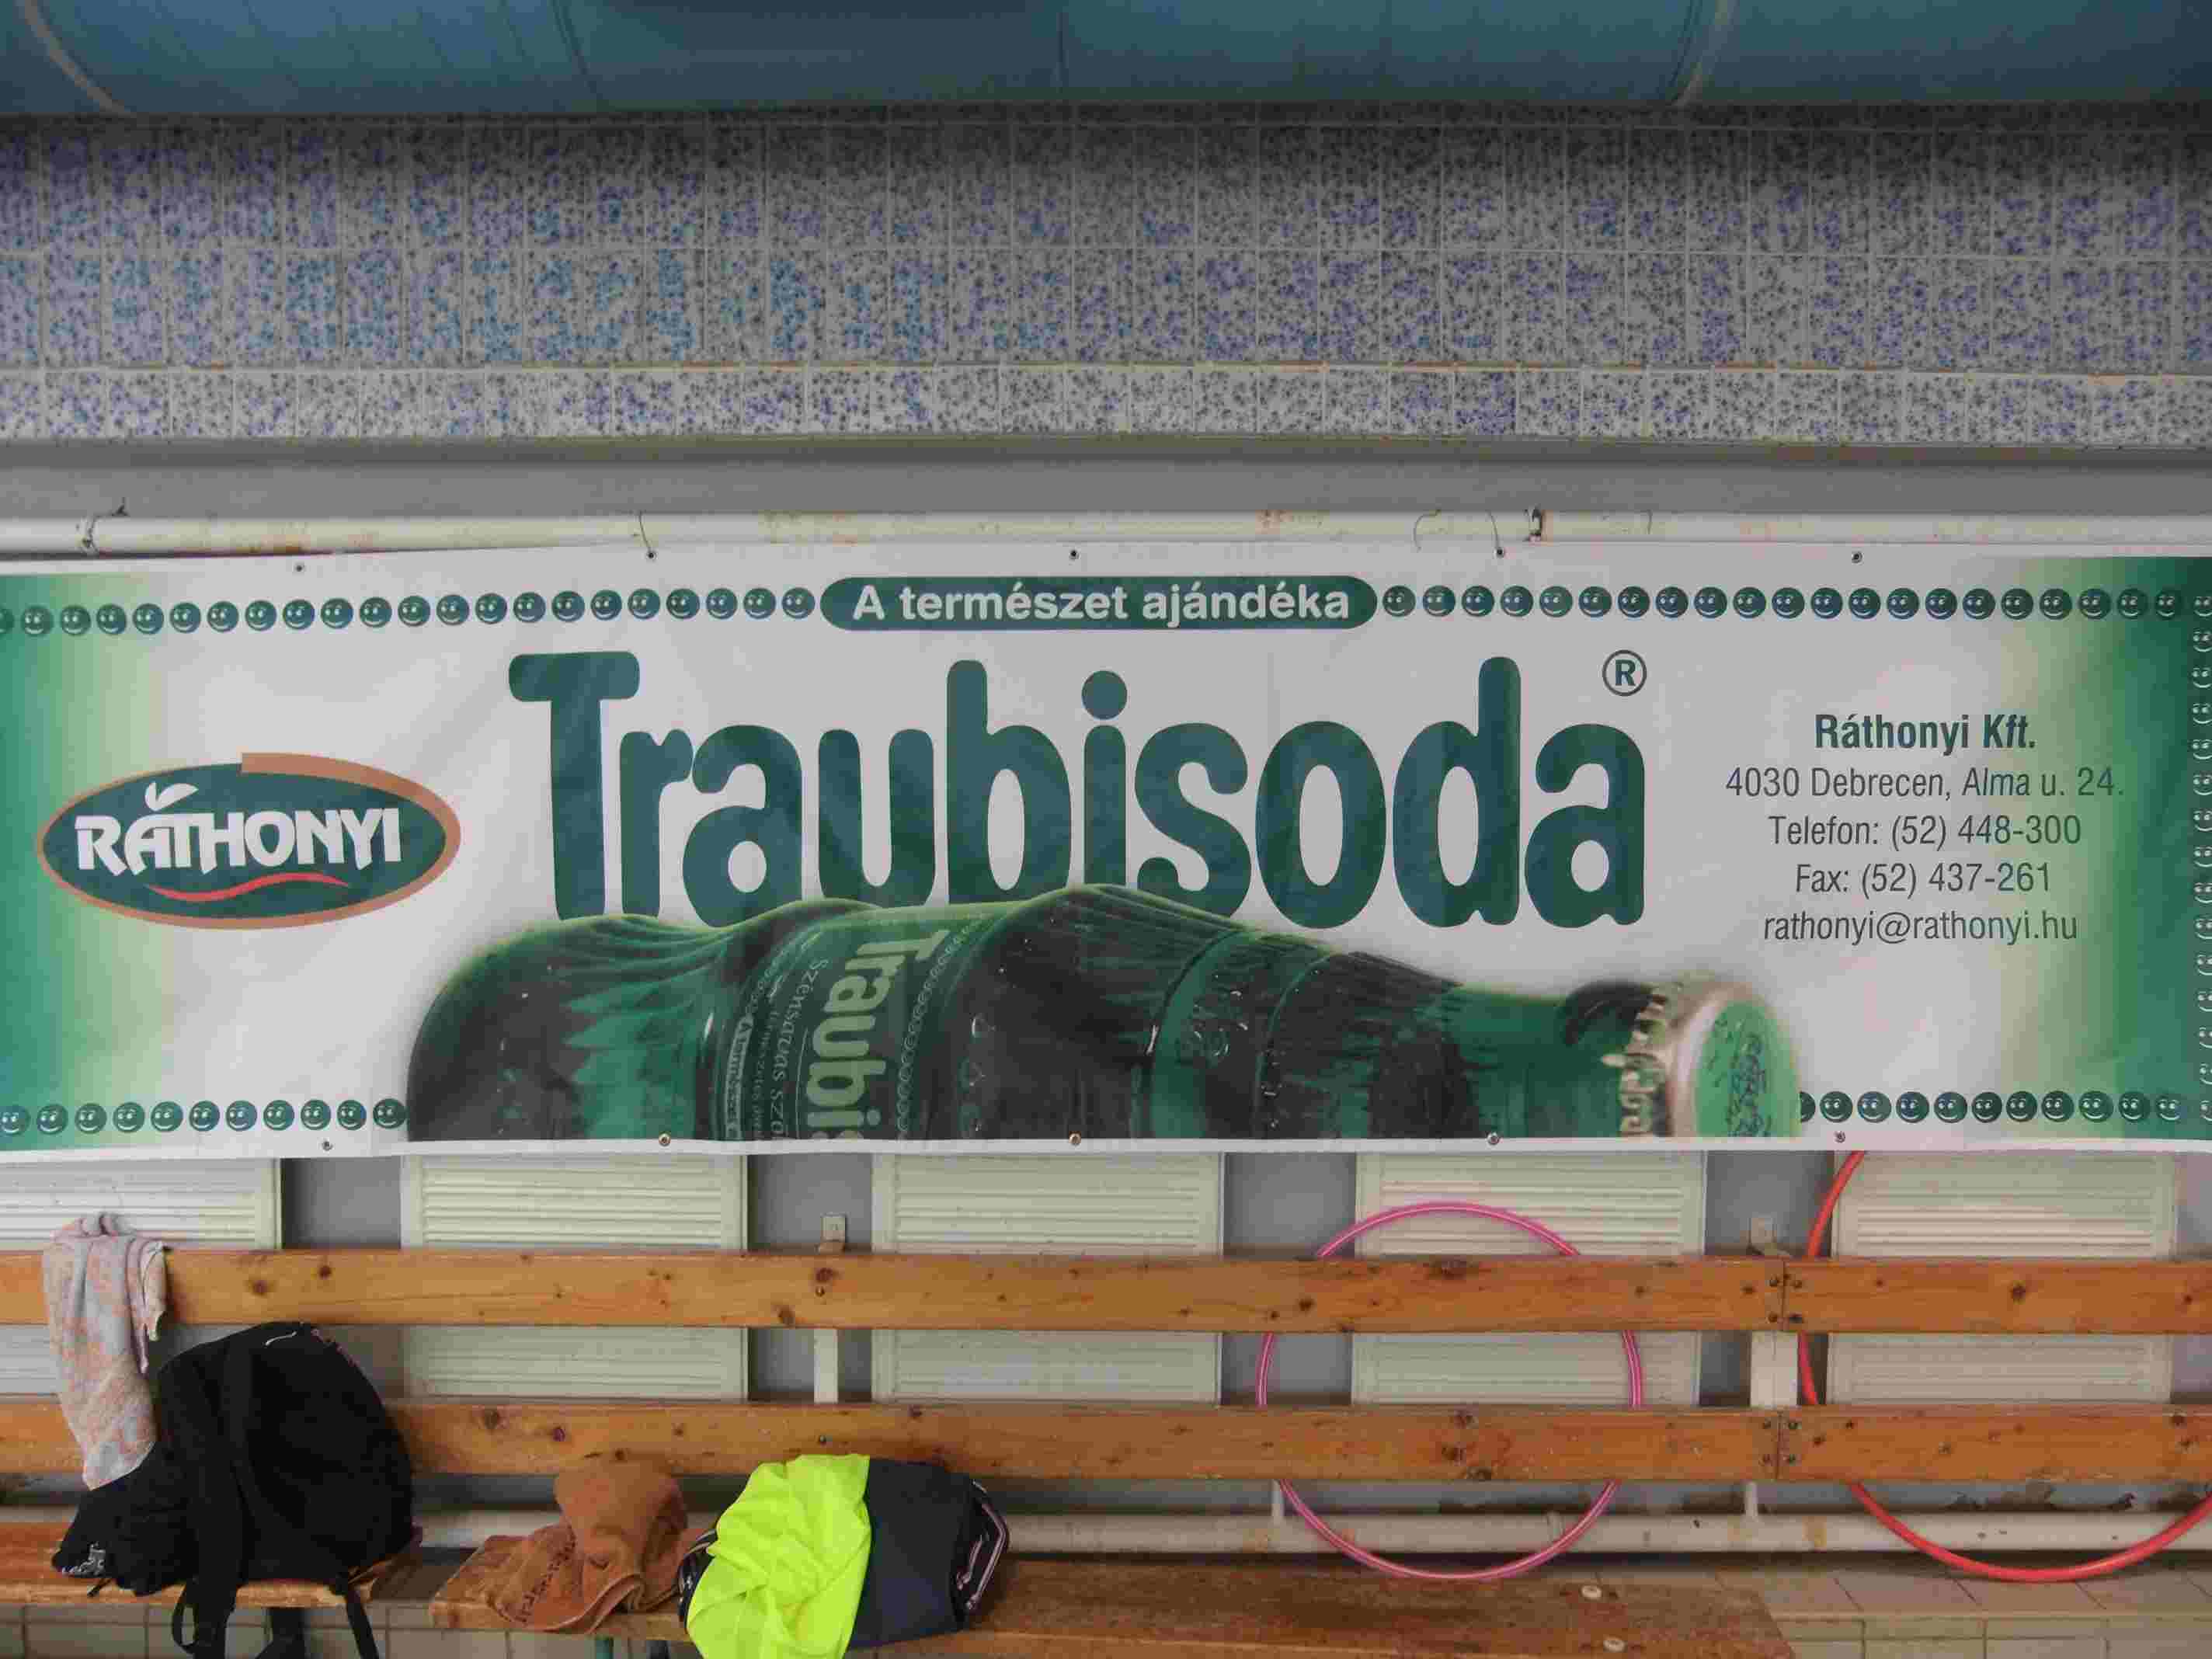 A természet ajándéka
Traubisoda®
RÁTHONYI
Ráthonyi Kft.
4030 Debrecen, Alma u. 24.
Telefon: (52) 448-300
Fax: (52) 437-261
rathonyi@rathonyi.hu
Traubi
Szénsavas